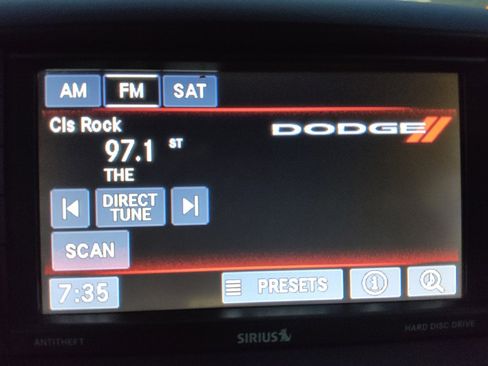 AM FM SAT
Cls Rock
DODGE
97.1 ST
THE
DIRECT
TUNE
SCAN
7:35 PRESETS
ANTITHEFT SIRIUS HARD DISC DRIVE